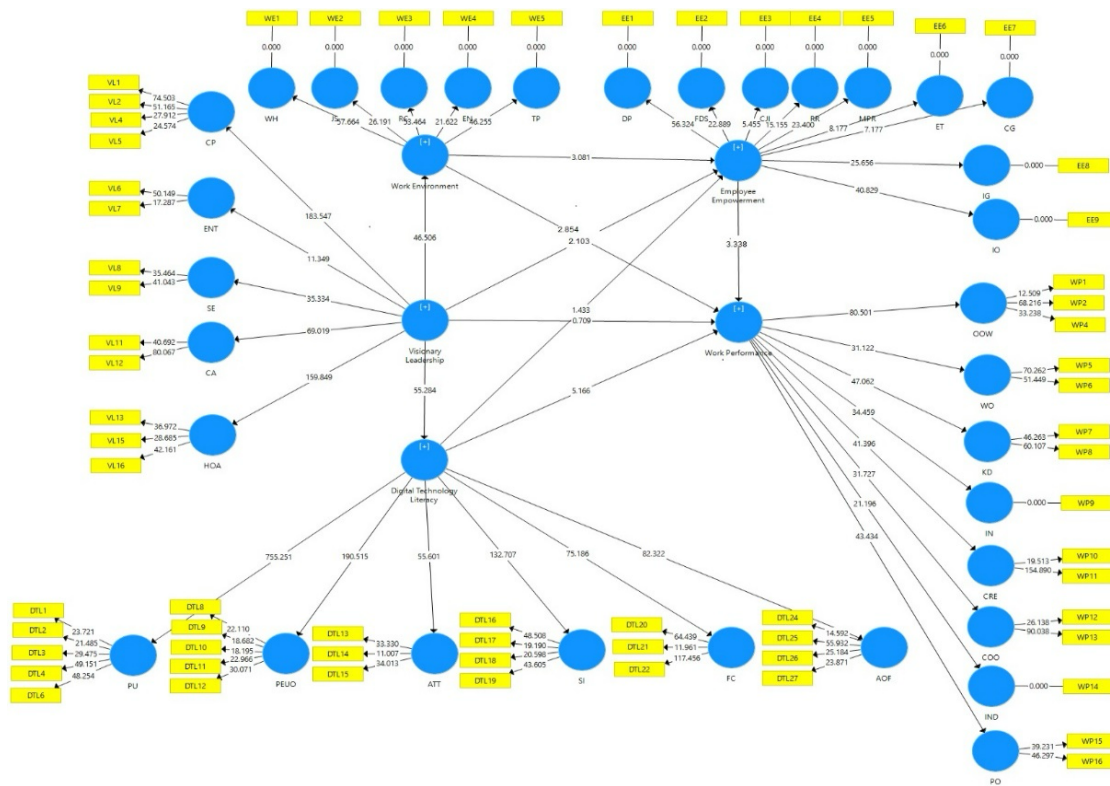 WE1
WE2
WE3
WE4
WE5
EE1
EE2
EE3
EE4
EE5
EE6
EE7
0.000
0.000
0.000
0.000
0.000
0.000
0.000
0.000
0.000
0.000
0.000
0.000
WH
TP
DP
FDS
CJI
RR
MPR
ET
CG
57.664
26.191
53.464
21.622
46.255
56.324
22.889
5.455
15.155
23.400
8.177
7.177
VL1
VL2
VL4
VL5
74.503
51.165
27.912
24.574
CP
[+]
Work Environment
3.081
[+]
Employee
Empowerment
25.656
0.000
EE8
IG
40.829
0.000
EE9
IO
VL6
VL7
50.149
17.287
ENT
183.547
46.506
2.854
2.103
3.338
11.349
VL8
VL9
35.464
41.043
SE
35.334
VL11
VL12
40.692
80.067
CA
69.019
[+]
Visionary
Leadership
1.433
0.709
[+]
Work Performance
80.501
12.509
68.216
33.238
WP1
WP2
WP4
OOW
159.849
55.284
5.166
31.122
70.262
51.449
WP5
WP6
WO
VL13
VL15
VL16
36.972
28.685
42.161
HOA
47.062
46.263
60.107
WP7
WP8
KD
[+]
Digital Technology
Literacy
34.459
0.000
WP9
IN
41.396
19.513
154.890
WP10
WP11
CRE
31.727
26.138
90.038
WP12
WP13
COO
21.196
0.000
WP14
IND
43.434
39.231
46.297
WP15
WP16
PO
755.251
190.515
55.601
132.707
75.186
82.322
DTL1
DTL2
DTL3
DTL4
DTL6
23.721
21.485
29.475
49.151
48.254
PU
DTL8
DTL9
DTL10
DTL11
DTL12
22.110
18.682
18.195
22.966
30.071
PEUO
DTL13
DTL14
DTL15
33.330
11.007
34.013
ATT
DTL16
DTL17
DTL18
DTL19
48.508
19.190
20.598
43.605
SI
DTL20
DTL21
DTL22
64.439
11.961
117.456
FC
DTL24
DTL25
DTL26
DTL27
14.592
55.932
25.184
23.871
AOF